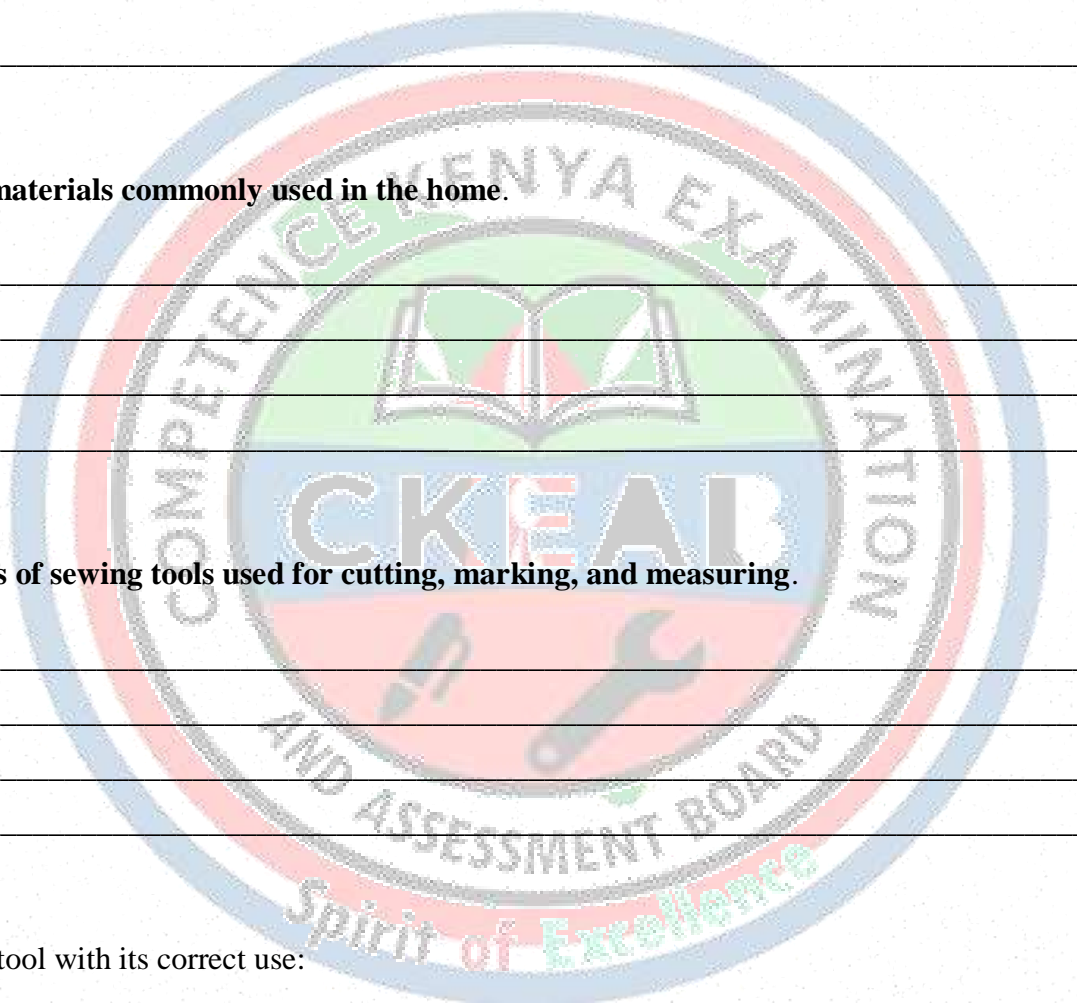 materials commonly used in the home.
s of sewing tools used for cutting, marking, and measuring.
tool with its correct use:
COMPETENCE KENYA EXAMINATION
AND ASSESSMENT BOARD
CKEAB
Spirit of Excellence